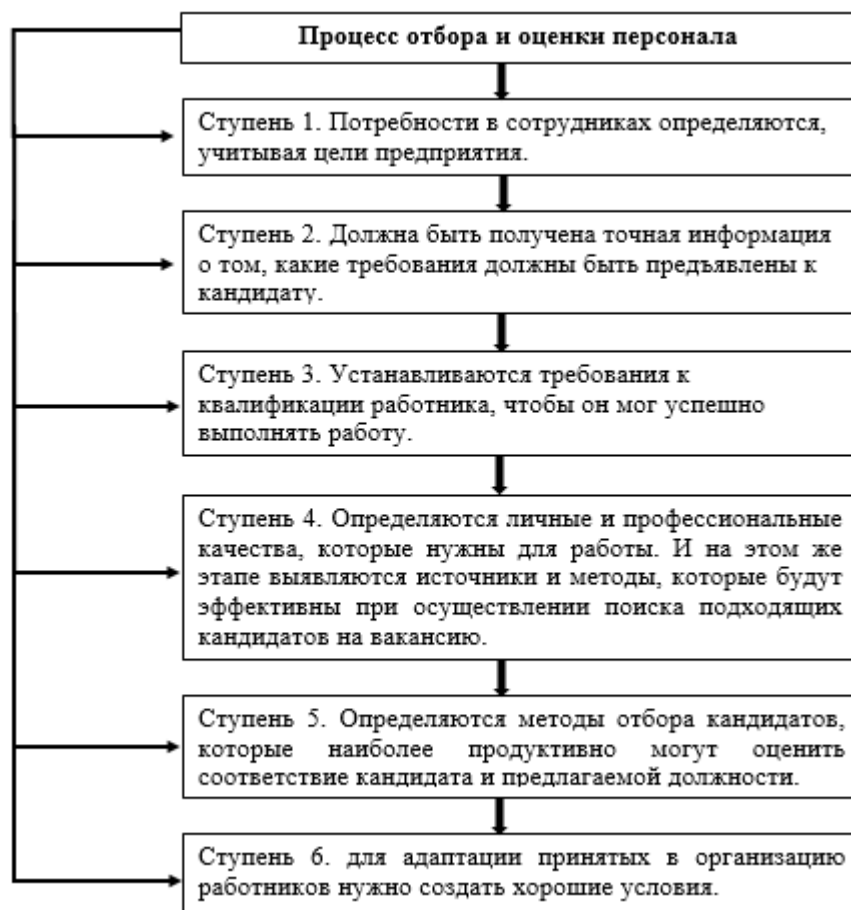 Процесс отбора и оценки персонала
Ступень 1. Потребности в сотрудниках определяются,
учитывая цели предприятия.
Ступень 2. Должна быть получена точная информация
о том, какие требования должны быть предъявлены к
кандидату.
Ступень 3. Устанавливаются требования к
квалификации работника, чтобы он мог успешно
выполнять работу.
Ступень 4. Определяются личные и профессиональные
качества, которые нужны для работы. И на этом же
этапе выявляются источники и методы, которые будут
эффективны при осуществлении поиска подходящих
кандидатов на вакансию.
Ступень 5. Определяются методы отбора кандидатов,
которые наиболее продуктивно могут оценить
соответствие кандидата и предлагаемой должности.
Ступень 6. для адаптации принятых в организацию
работников нужно создать хорошие условия.